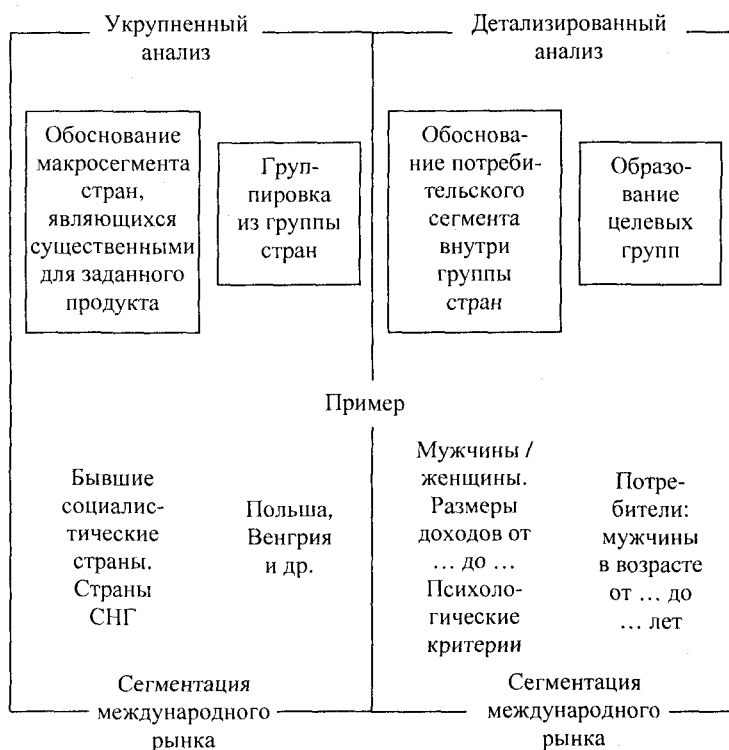 Укрупненный
анализ
Детализированный
анализ
Обоснование
макросегмента
стран,
являющихся
существенными
для заданного
продукта
Груп-
пировка
из группы
стран
Обоснова-
ние потреби-
тельского
сегмента
внутри
группы
стран
Образо-
вание
целевых
групп
Пример
Бывшие
социалис-
тические
страны.
Страны
СНГ
Польша,
Венгрия
и др.
Мужчины /
женщины.
Размеры
доходов от
... до ...
Психоло-
гические
критерии
Потре-
бители:
мужчины
в возрасте
от ... до
... лет
Сегментация
международного
рынка
Сегментация
международного
рынка